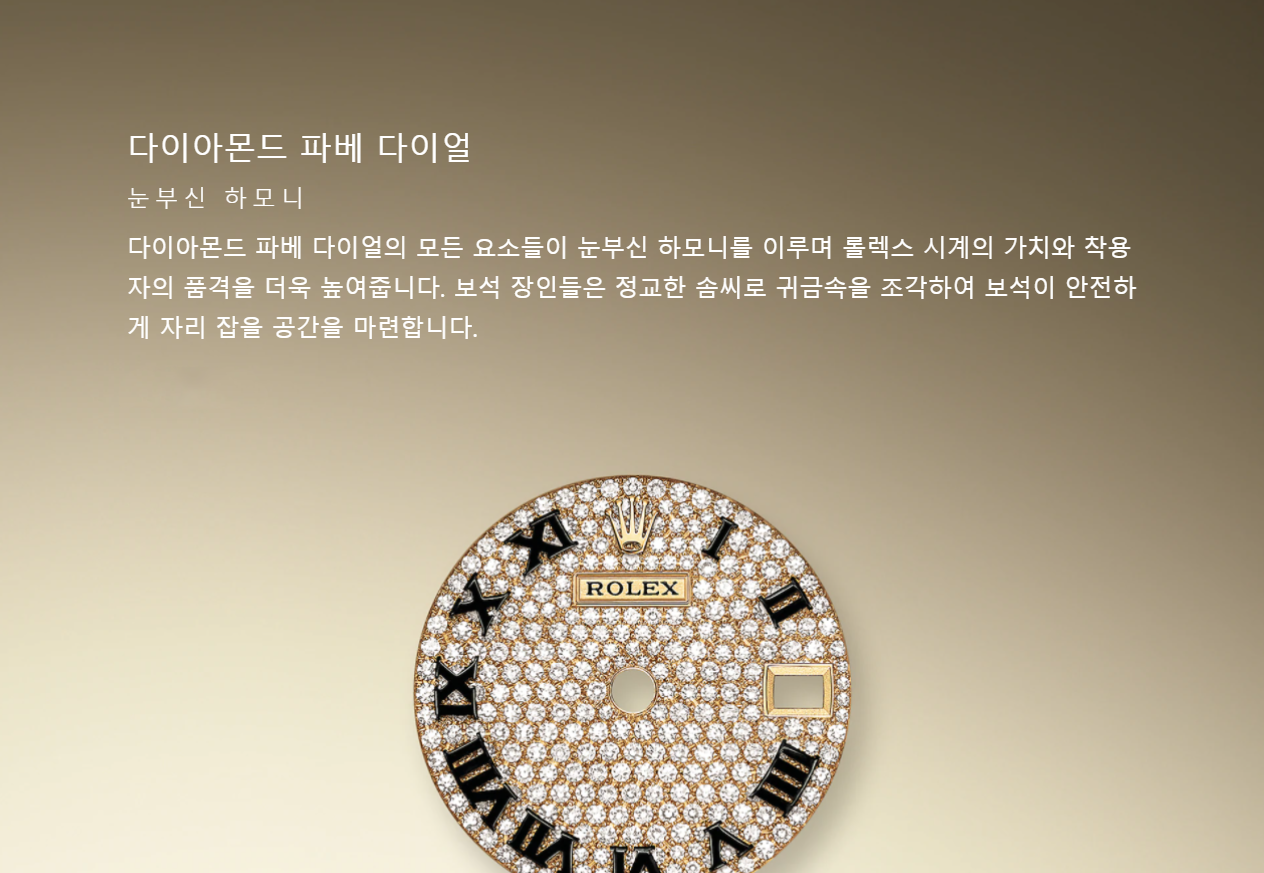 다이아몬드 파베 다이얼
눈부신 하모니
다이아몬드 파베 다이얼의 모든 요소들이 눈부신 하모니를 이루며 롤렉스 시계의 가치와 착용
자의 품격을 더욱 높여줍니다. 보석 장인들은 정교한 솜씨로 귀금속을 조각하여 보석이 안전하
게 자리 잡을 공간을 마련합니다.
XI
I
ROLEX
X
II
IX
VIII
IIII
VII
V
VI